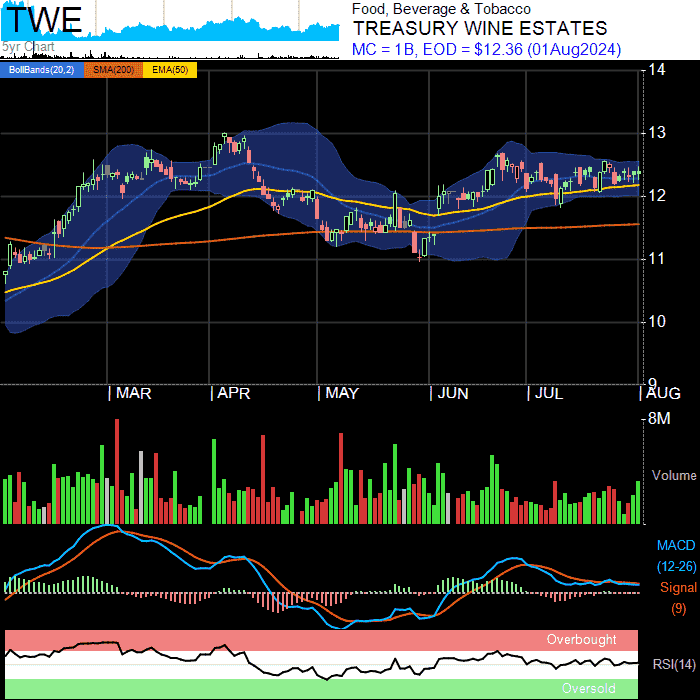 TWE
5yr Chart
Food, Beverage & Tobacco
TREASURY WINE ESTATES
MC = 1B, EOD = $12.36 (01Aug2024)
BollBands(20,2) SMA(200) EMA(50)
14
13
12
11
10
9
MAR APR MAY JUN JUL AUG
8M
Volume
MACD
(12-26)
Signal
(9)
Overbought
RSI(14)
Oversold